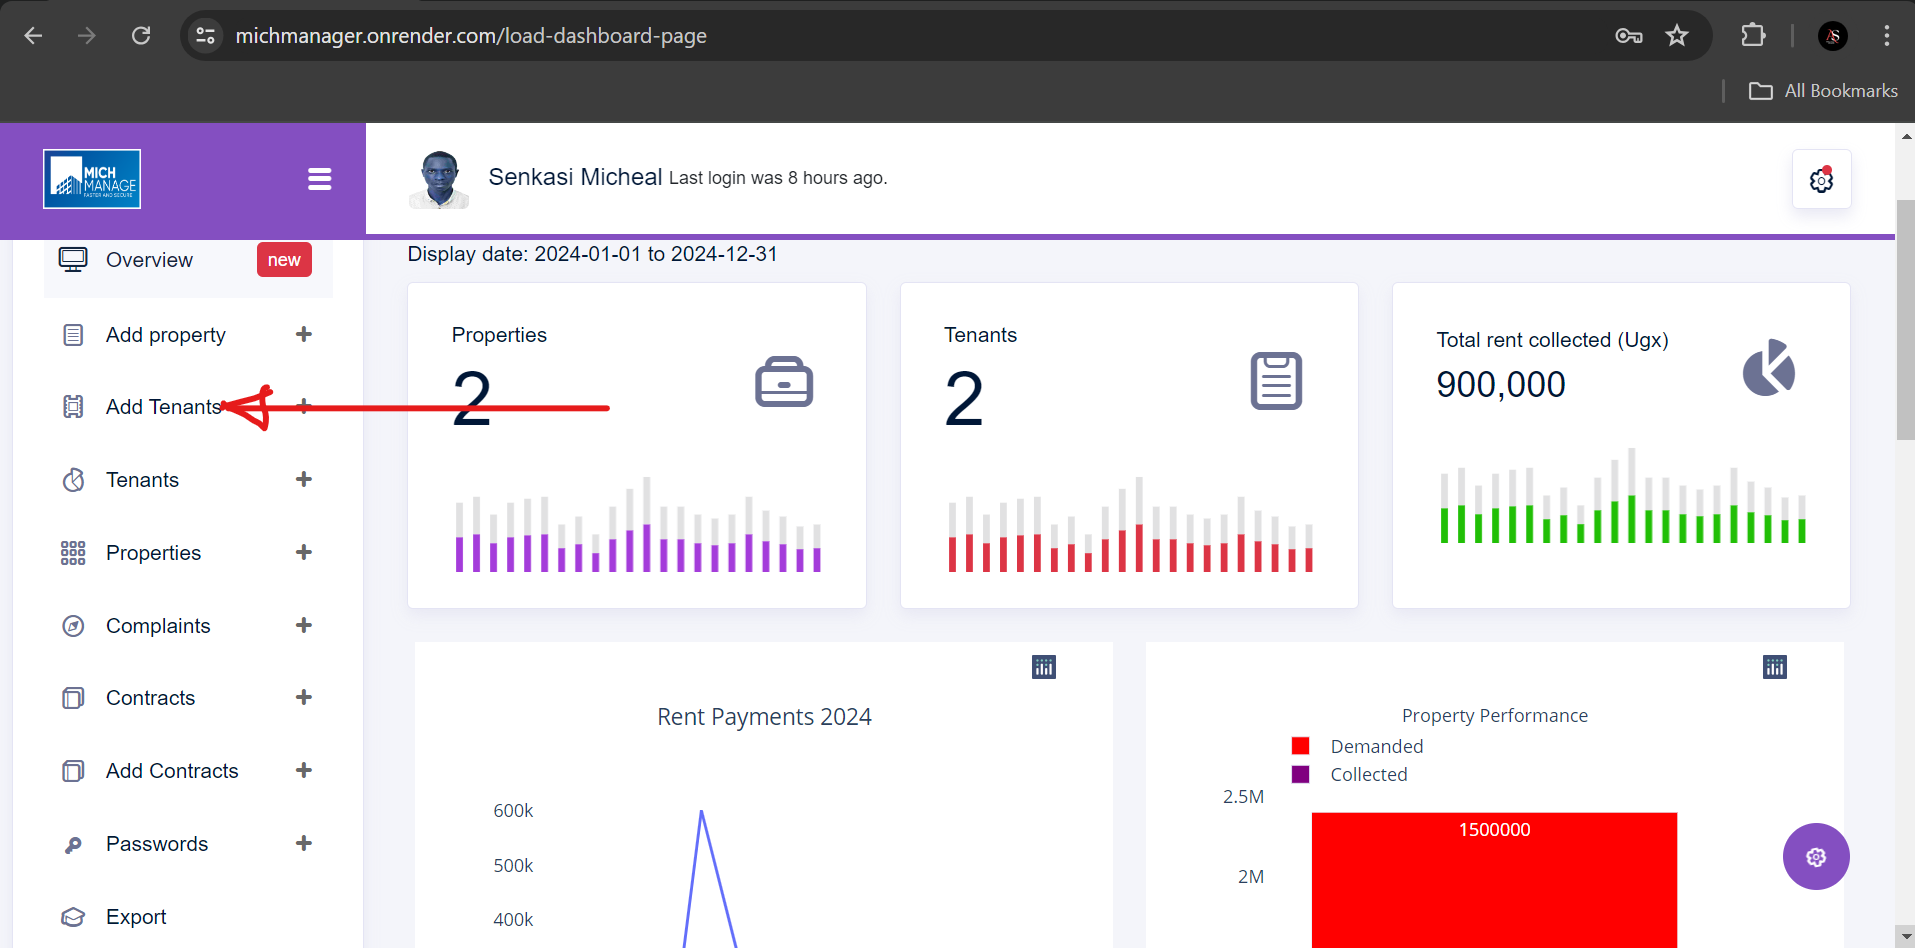 michmanager.onrender.com/load-dashboard-page
All Bookmarks
MICH
MANAGE
FASTER AND SECURE
Senkasi Micheal Last login was 8 hours ago.
Overview new
Add property
Add Tenants
Tenants
Properties
Complaints
Contracts
Add Contracts
Passwords
Export
Display date: 2024-01-01 to 2024-12-31
Properties
2
Tenants
2
Total rent collected (Ugx)
900,000
Rent Payments 2024
600k
500k
400k
Property Performance
Demanded
Collected
2.5M
1500000
2M